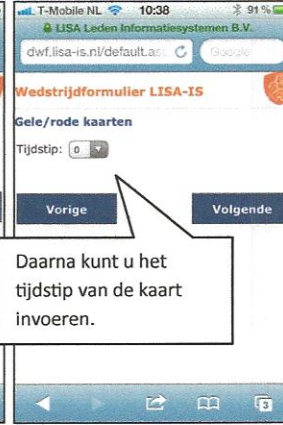 T-Mobile NL 10:38 91%
LISA Leden Informatiesystemen B.V.
dwf.lisa-is.nl/default.as Google
Wedstrijdformulier LISA-IS
Gele/rode kaarten
Tijdstip: 0
Vorige Volgende
Daarna kunt u het
tijdstip van de kaart
invoeren.
3